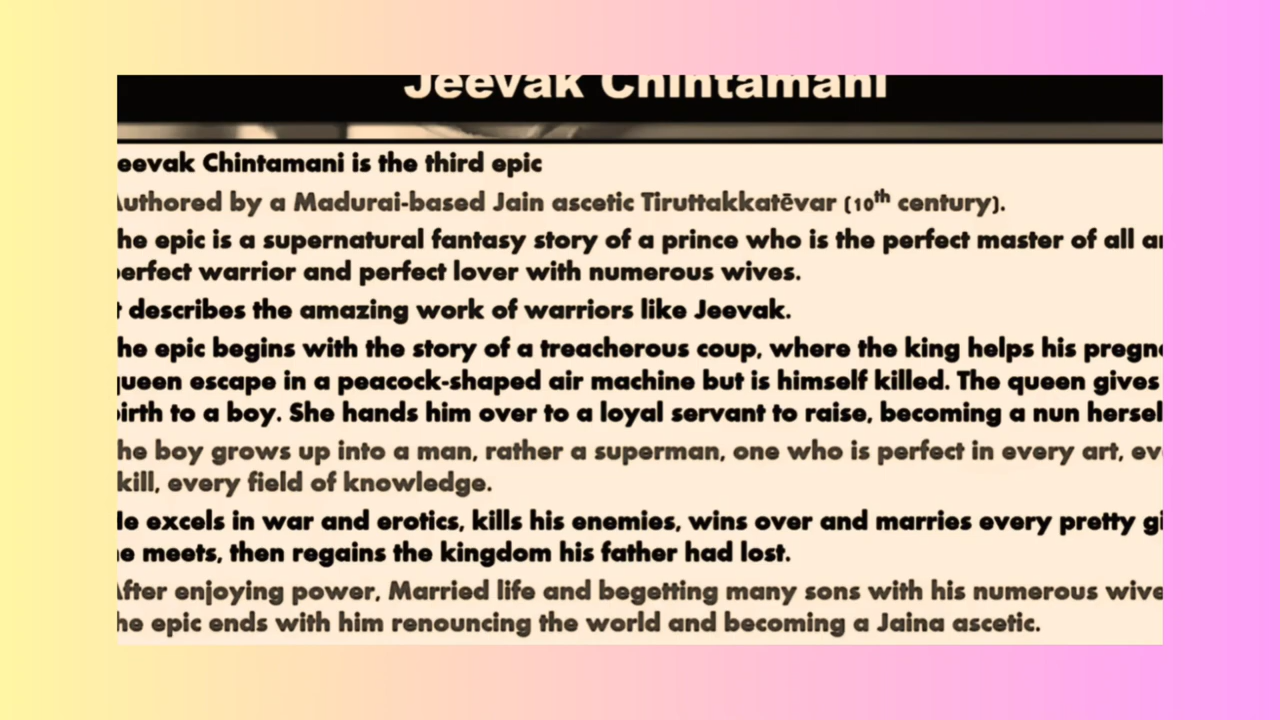 Jeevak Chintamani
eevak Chintamani is the third epic
uthored by a Madurai-based Jain ascetic Tiruttakkatēvar (10th century).
he epic is a supernatural fantasy story of a prince who is the perfect master of all
erfect warrior and perfect lover with numerous wives.
describes the amazing work of warriors like Jeevak.
he epic begins with the story of a treacherous coup, where the king helps his pregn
queen escape in a peacock-shaped air machine but is himself killed. The queen gives
birth to a boy. She hands him over to a loyal servant to raise, becoming a nun hersel
he boy grows up into a man, rather a superman, one who is perfect in every art, ev
kill, every field of knowledge.
He excels in war and erotics, kills his enemies, wins over and marries every pretty gi
he meets, then regains the kingdom his father had lost.
After enjoying power, Married life and begetting many sons with his numerous wive
he epic ends with him renouncing the world and becoming a Jaina ascetic.